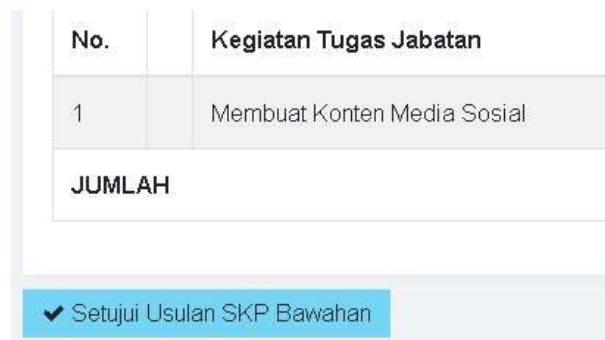 No. Kegiatan Tugas Jabatan
1 Membuat Konten Media Sosial
JUMLAH
Setujui Usulan SKP Bawahan